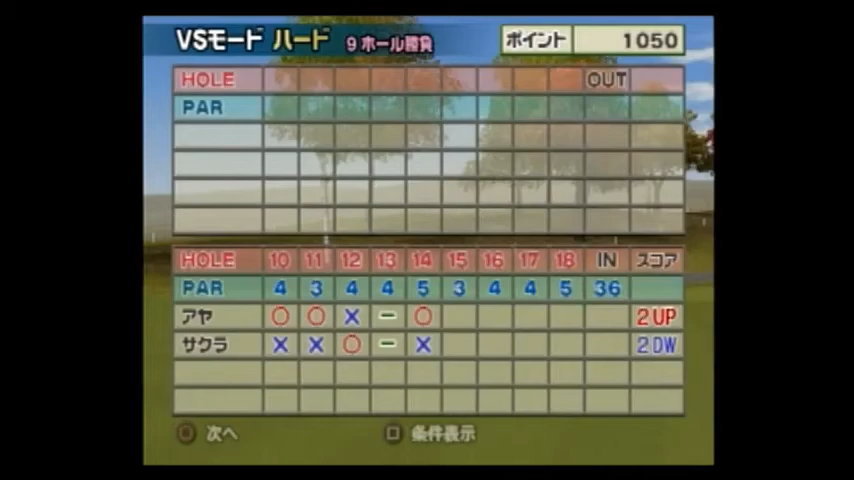 VSモード ハード 9ホール勝負 ポイント 1050
HOLE OUT
PAR
HOLE 10 11 12 13 14 15 16 17 18 IN スコア
PAR 4 3 4 4 5 3 4 4 5 36
アヤ ○ ○ × − ○ 2UP
サクラ × × ○ − × 2DW
次へ 条件表示